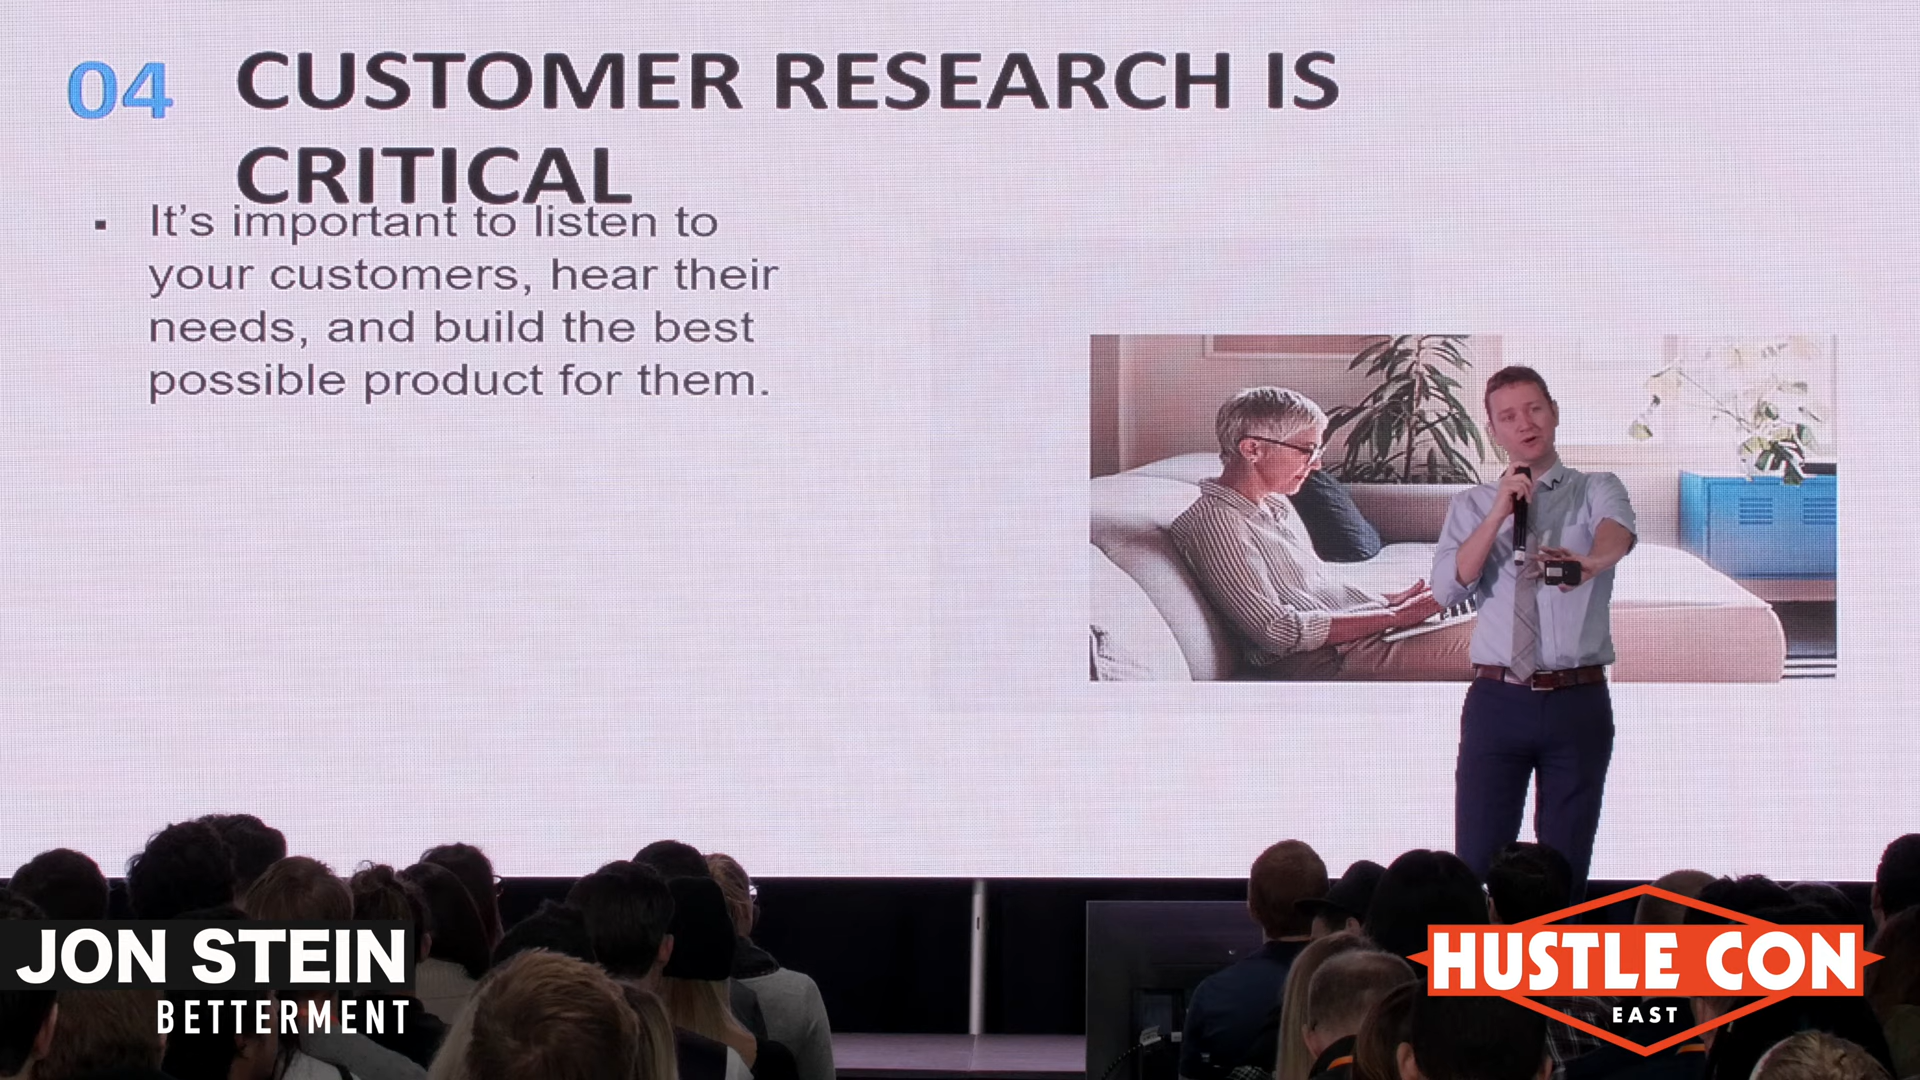 04 CUSTOMER RESEARCH IS
CRITICAL
▪ It's important to listen to
your customers, hear their
needs, and build the best
possible product for them.
JON STEIN
BETTERMENT
HUSTLE CON
EAST